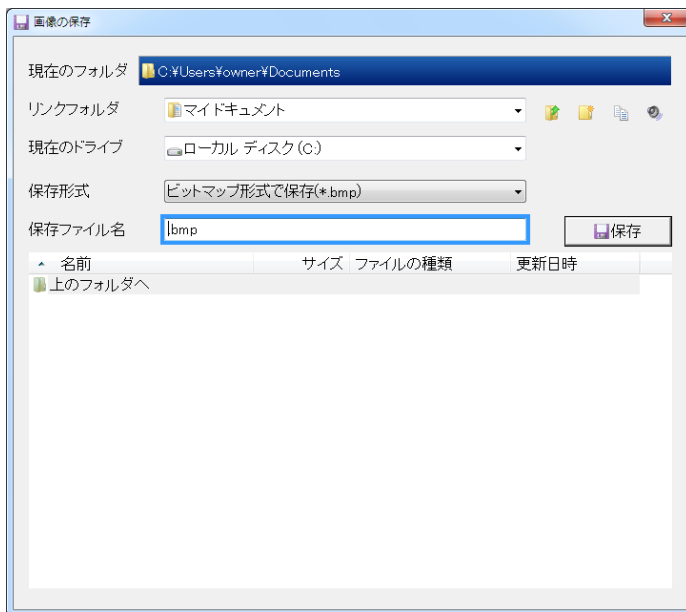 画像の保存
現在のフォルダ C:¥Users¥owner¥Documents
リンクフォルダ マイドキュメント
現在のドライブ ローカル ディスク (C:)
保存形式 ビットマップ形式で保存(*.bmp)
保存ファイル名 .bmp 保存
名前 サイズ ファイルの種類 更新日時
上のフォルダへ